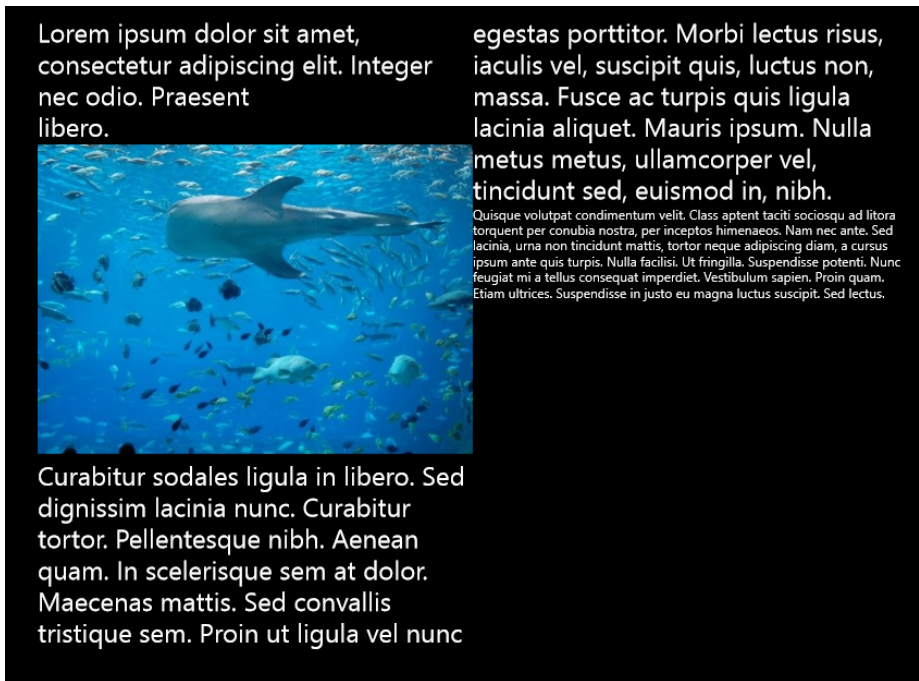 Lorem ipsum dolor sit amet,
consectetur adipiscing elit. Integer
nec odio. Praesent
libero.
Curabitur sodales ligula in libero. Sed
dignissim lacinia nunc. Curabitur
tortor. Pellentesque nibh. Aenean
quam. In scelerisque sem at dolor.
Maecenas mattis. Sed convallis
tristique sem. Proin ut ligula vel nunc
egestas porttitor. Morbi lectus risus,
iaculis vel, suscipit quis, luctus non,
massa. Fusce ac turpis quis ligula
lacinia aliquet. Mauris ipsum. Nulla
metus metus, ullamcorper vel,
tincidunt sed, euismod in, nibh.
Quisque volutpat condimentum velit. Class aptent taciti sociosqu ad litora
torquent per conubia nostra, per inceptos himenaeos. Nam nec ante. Sed
lacinia, urna non tincidunt mattis, tortor neque adipiscing diam, a cursus
ipsum ante quis turpis. Nulla facilisi. Ut fringilla. Suspendisse potenti. Nunc
feugiat mi a tellus consequat imperdiet. Vestibulum sapien. Proin quam.
Etiam ultrices. Suspendisse in justo eu magna luctus suscipit. Sed lectus.